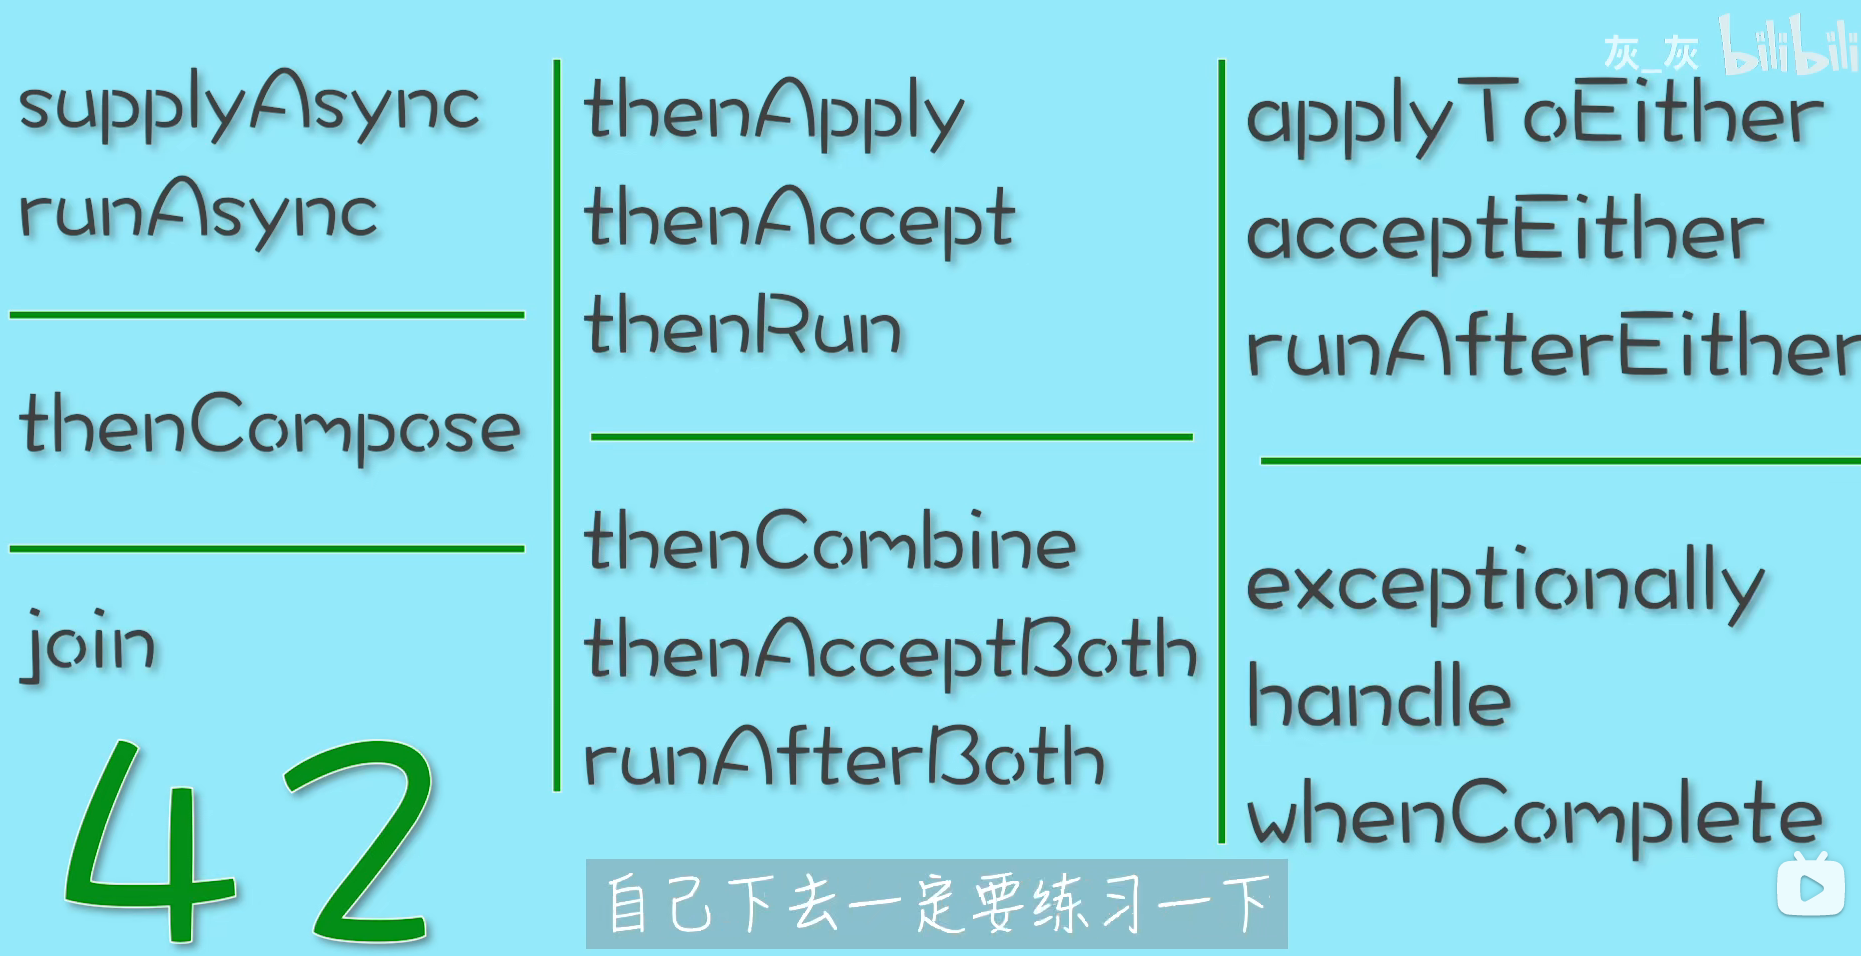 灰_灰 bilibili
supplyAsync
runAsync
thenCompose
join
42
thenApply
thenAccept
thenRun
thenCombine
thenAcceptBoth
runAfterBoth
applyToEither
acceptEither
runAfterEither
exceptionally
handle
whenComplete
自己下去一定要练习一下